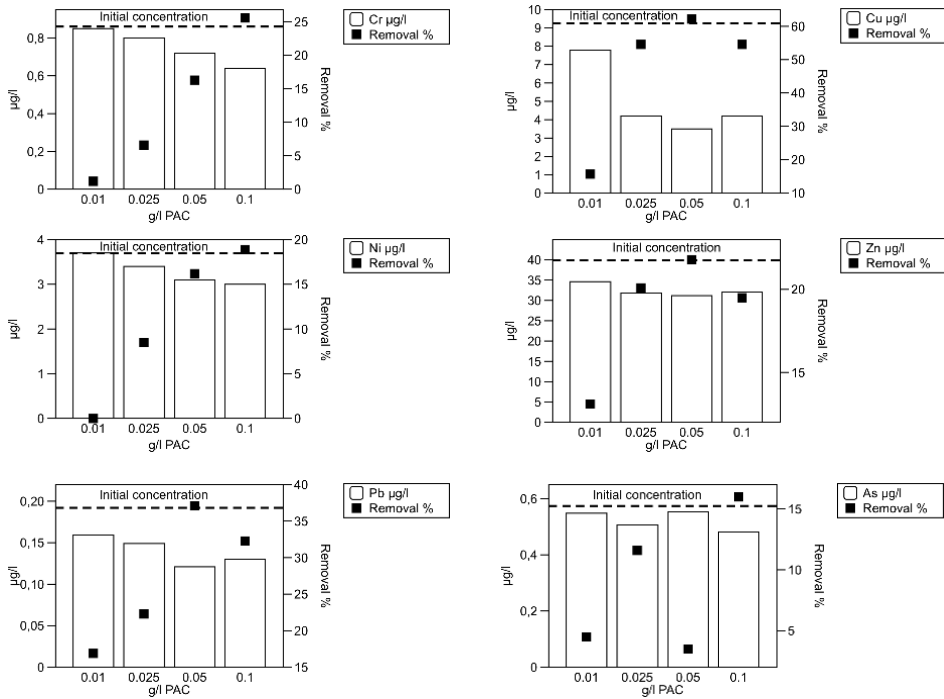 Initial concentration
Cr µg/l
Removal %
0,8
0,6
0,4
0,2
0
25
20
15
10
5
0
µg/l
Removal %
0.01 0.025 0.05 0.1
g/l PAC
Initial concentration
Cu µg/l
Removal %
10
9
8
7
6
5
4
3
2
1
0
60
50
40
30
20
10
µg/l
Removal %
0.01 0.025 0.05 0.1
g/l PAC
Initial concentration
Ni µg/l
Removal %
4
3
2
1
0
20
15
10
5
0
µg/l
Removal %
0.01 0.025 0.05 0.1
g/l PAC
Initial concentration
Zn µg/l
Removal %
40
35
30
25
20
15
10
5
0
20
15
µg/l
Removal %
0.01 0.025 0.05 0.1
g/l PAC
Initial concentration
Pb µg/l
Removal %
0,20
0,15
0,10
0,05
0
40
35
30
25
20
15
µg/l
Removal %
0.01 0.025 0.05 0.1
g/l PAC
Initial concentration
As µg/l
Removal %
0,6
0,4
0,2
0
15
10
5
µg/l
Removal %
0.01 0.025 0.05 0.1
g/l PAC